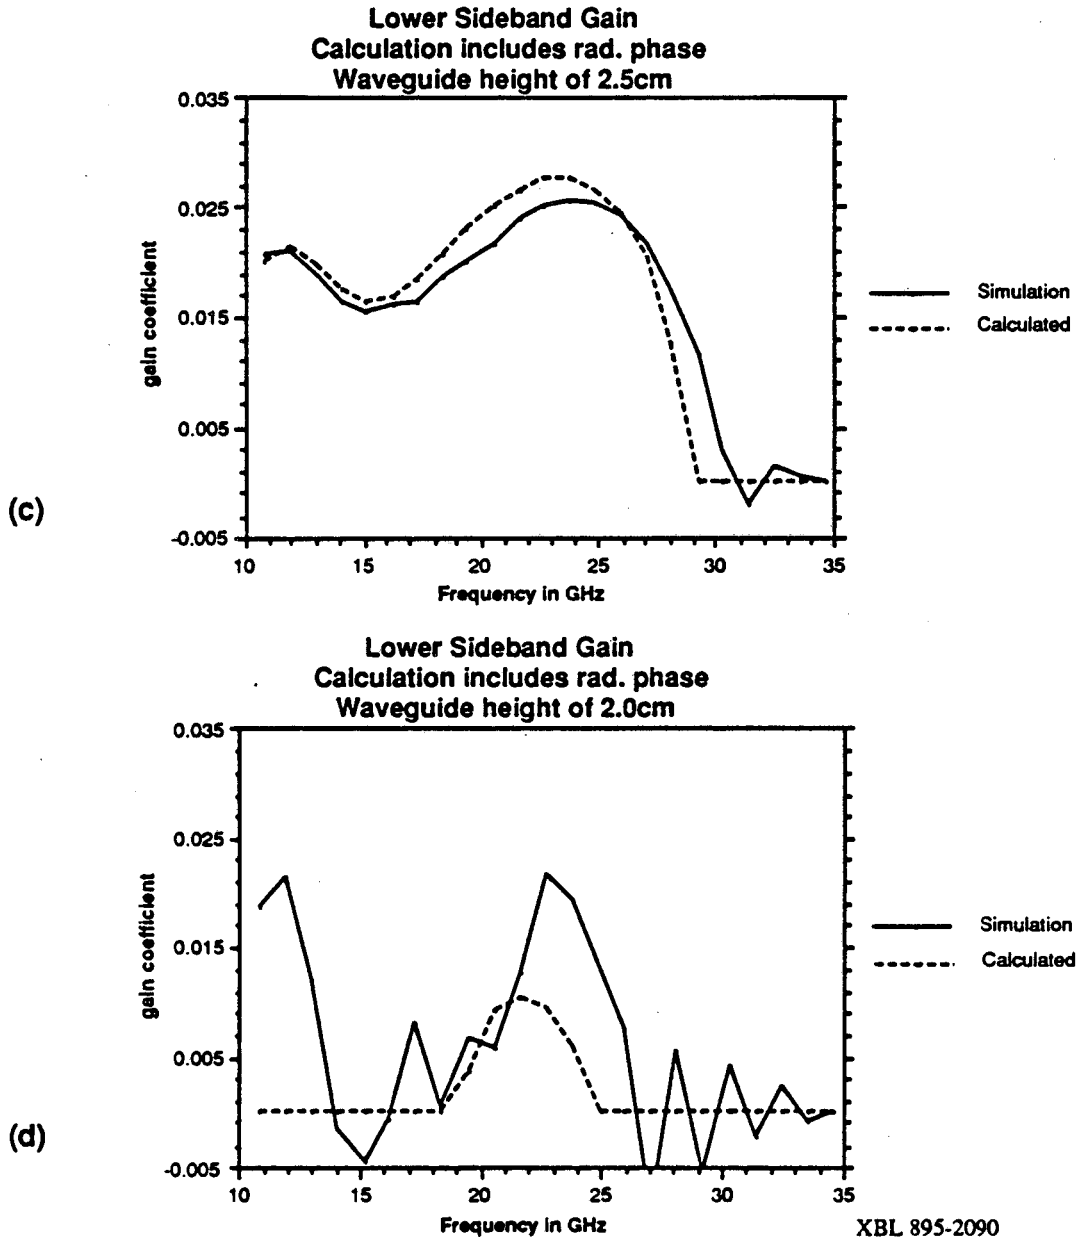 Lower Sideband Gain
Calculation includes rad. phase
Waveguide height of 2.5cm
0.035
0.025
0.015
0.005
-0.005
gain coefficient
10 15 20 25 30 35
Frequency in GHz
Simulation
Calculated
(c)
Lower Sideband Gain
Calculation includes rad. phase
Waveguide height of 2.0cm
0.035
0.025
0.015
0.005
-0.005
gain coefficient
10 15 20 25 30 35
Frequency in GHz
Simulation
Calculated
(d)
XBL 895-2090